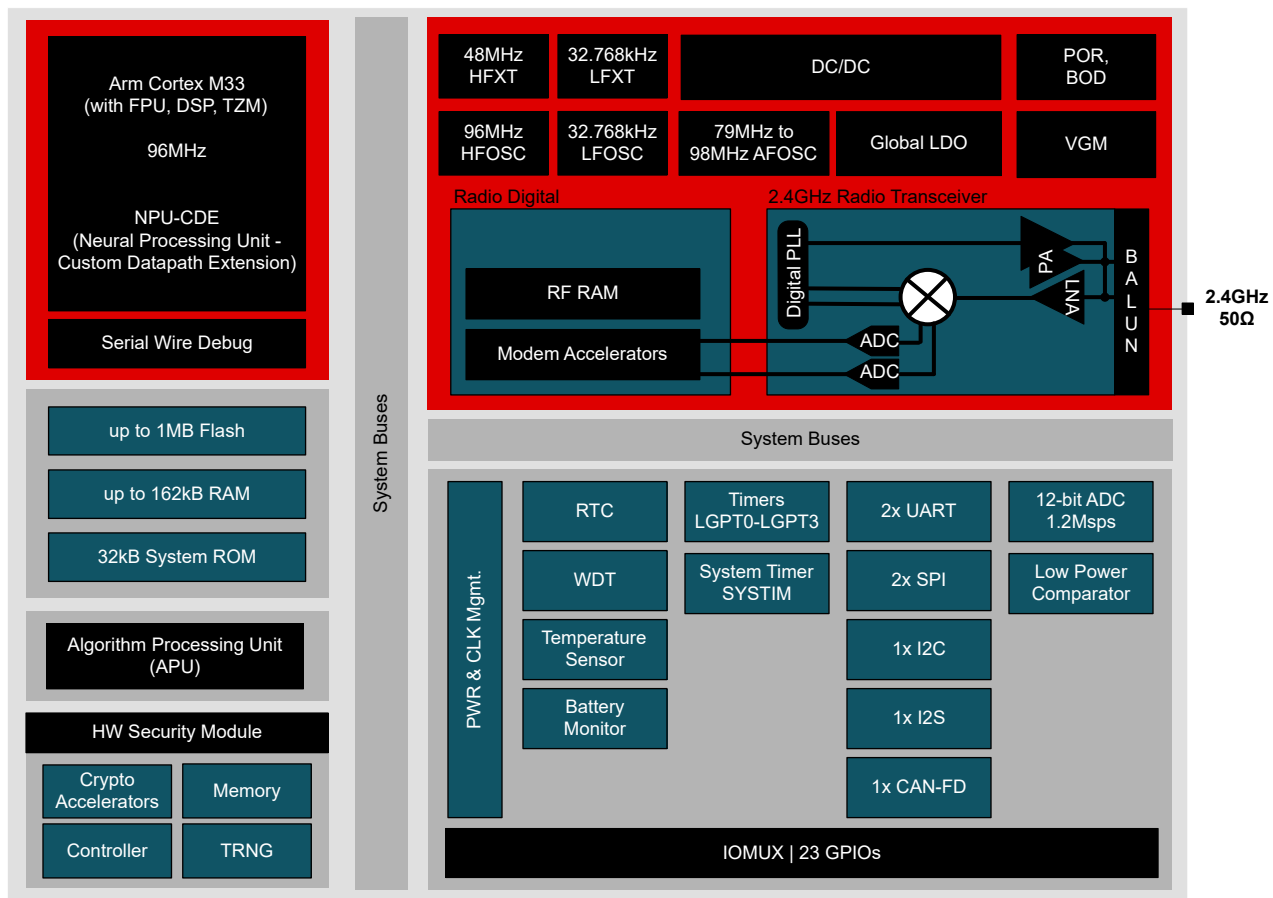 Arm Cortex M33
(with FPU, DSP, TZM)
96MHz
NPU-CDE
(Neural Processing Unit -
Custom Datapath Extension)
Serial Wire Debug
up to 1MB Flash
up to 162kB RAM
32kB System ROM
Algorithm Processing Unit
(APU)
HW Security Module
Crypto
Accelerators
Memory
Controller
TRNG
System Buses
48MHz
HFXT
32.768kHz
LFXT
DC/DC
POR,
BOD
96MHz
HFOSC
32.768kHz
LFOSC
79MHz to
98MHz AFOSC
Global LDO
VGM
Radio Digital
RF RAM
Modem Accelerators
2.4GHz Radio Transceiver
Digital PLL
ADC
ADC
PA
LNA
BALUN
2.4GHz
50Ω
System Buses
PWR & CLK Mgmt.
RTC
WDT
Temperature
Sensor
Battery
Monitor
Timers
LGPT0-LGPT3
System Timer
SYSTIM
2x UART
2x SPI
1x I2C
1x I2S
1x CAN-FD
12-bit ADC
1.2Msps
Low Power
Comparator
IOMUX | 23 GPIOs